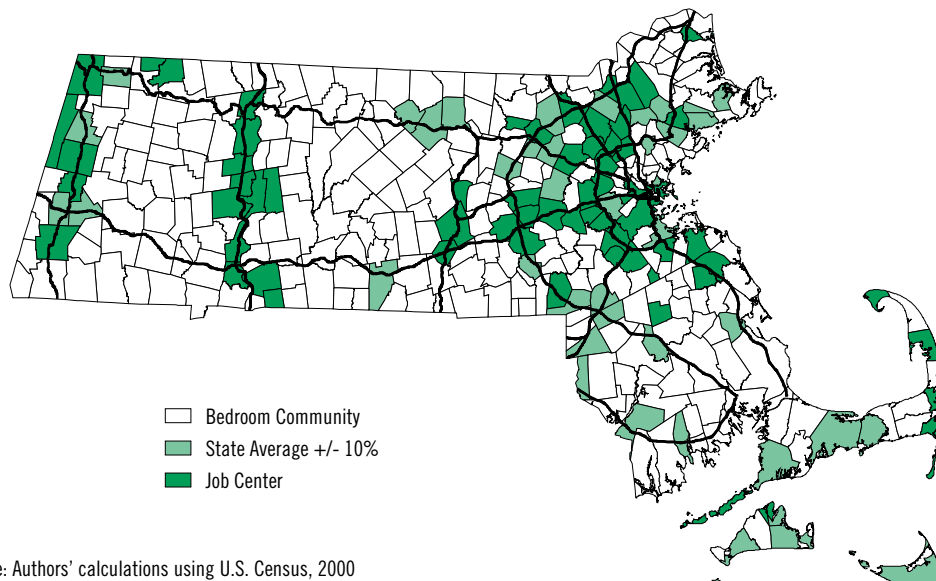 Bedroom Community
State Average +/- 10%
Job Center
e: Authors' calculations using U.S. Census, 2000